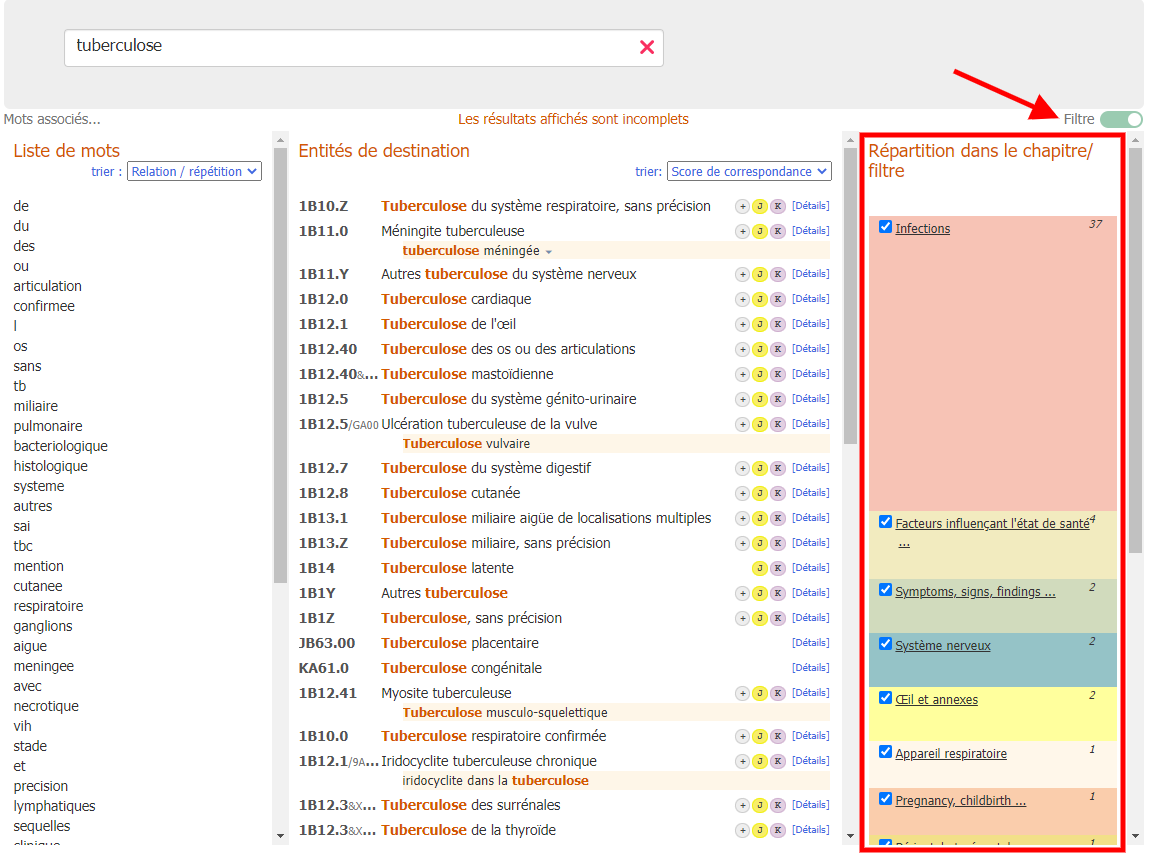 tuberculose
Mots associés...
Les résultats affichés sont incomplets
Filtre
Liste de mots
trier : Relation / répétition
de
du
des
ou
articulation
confirmee
l
os
sans
tb
miliaire
pulmonaire
bacteriologique
histologique
systeme
autres
sai
tbc
mention
cutanee
respiratoire
ganglions
aigue
meningee
avec
necrotique
vih
stade
et
precision
lymphatiques
sequelles
clinique
Entités de destination
trier: Score de correspondance
1B10.Z Tuberculose du système respiratoire, sans précision + J K [Détails]
1B11.0 Méningite tuberculeuse + J K [Détails]
tuberculose méningée
1B11.Y Autres tuberculose du système nerveux + J K [Détails]
1B12.0 Tuberculose cardiaque + J K [Détails]
1B12.1 Tuberculose de l'œil + J K [Détails]
1B12.40 Tuberculose des os ou des articulations + J K [Détails]
1B12.40&... Tuberculose mastoïdienne + J K [Détails]
1B12.5 Tuberculose du système génito-urinaire + J K [Détails]
1B12.5/GA00 Ulcération tuberculeuse de la vulve + J K [Détails]
Tuberculose vulvaire
1B12.7 Tuberculose du système digestif + J K [Détails]
1B12.8 Tuberculose cutanée + J K [Détails]
1B13.1 Tuberculose miliaire aigüe de localisations multiples + J K [Détails]
1B13.Z Tuberculose miliaire, sans précision + J K [Détails]
1B14 Tuberculose latente J K [Détails]
1B1Y Autres tuberculose + J K [Détails]
1B1Z Tuberculose, sans précision + J K [Détails]
JB63.00 Tuberculose placentaire [Détails]
KA61.0 Tuberculose congénitale [Détails]
1B12.41 Myosite tuberculeuse + J K [Détails]
Tuberculose musculo-squelettique
1B10.0 Tuberculose respiratoire confirmée + J K [Détails]
1B12.1/9A... Iridocyclite tuberculeuse chronique + J K [Détails]
iridocyclite dans la tuberculose
1B12.3&X... Tuberculose des surrénales + J K [Détails]
1B12.3&X... Tuberculose de la thyroïde + J K [Détails]
Répartition dans le chapitre/
filtre
Infections 37
Facteurs influençant l'état de santé 4
...
Symptoms, signs, findings ... 2
Système nerveux 2
Œil et annexes 2
Appareil respiratoire 1
Pregnancy, childbirth ... 1
1